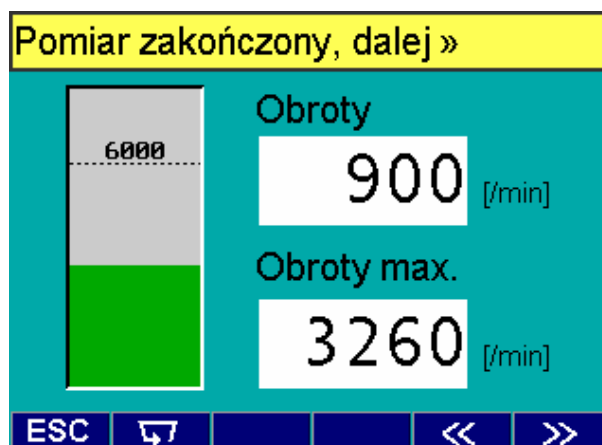 Pomiar zakończony, dalej »
6000
Obroty
900 [/min]
Obroty max.
3260 [/min]
ESC << >>